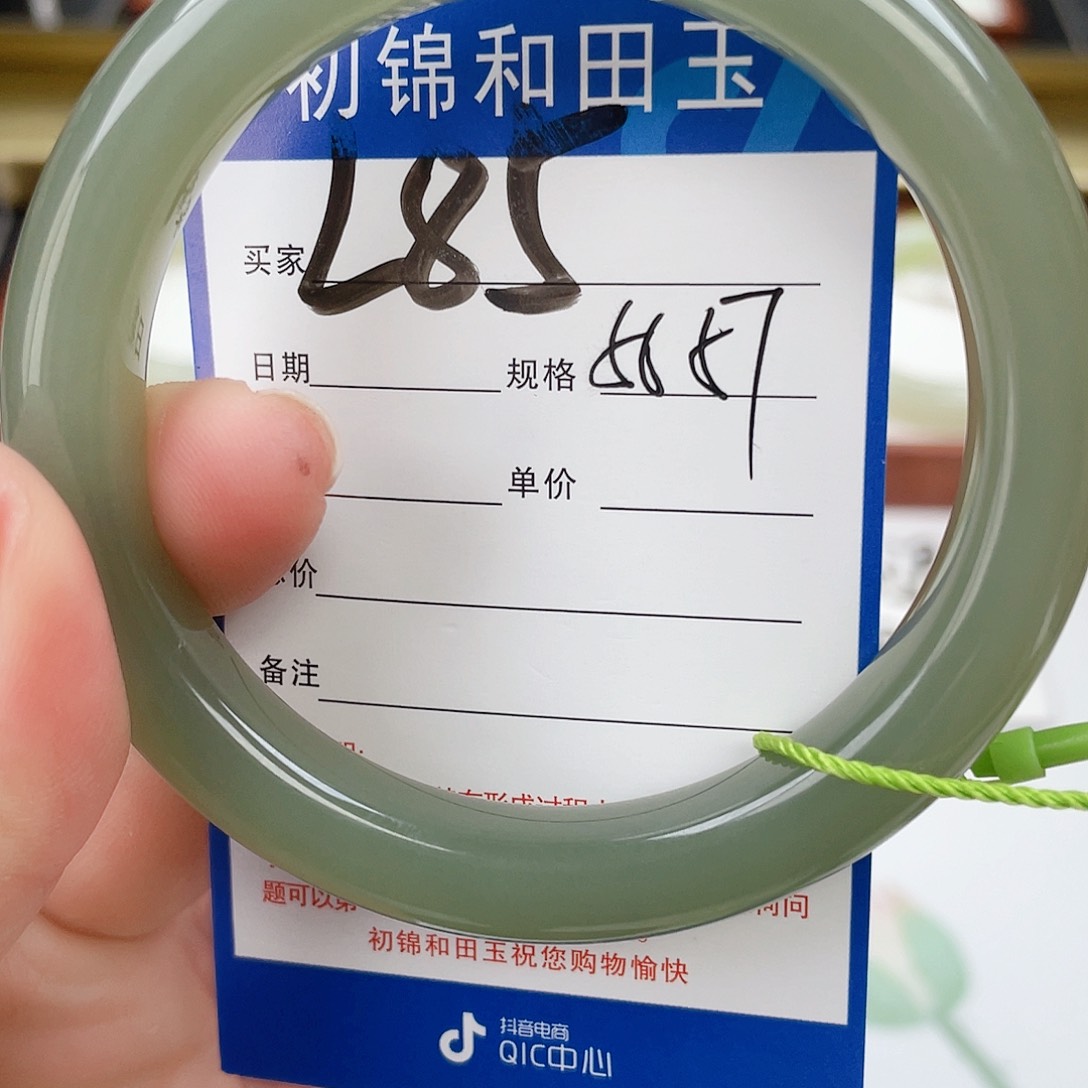 初锦和田玉
L85
买家
日期 规格
单价
价
备注
题可以第
初锦和田玉祝您购物愉快
抖音电商
QIC中心